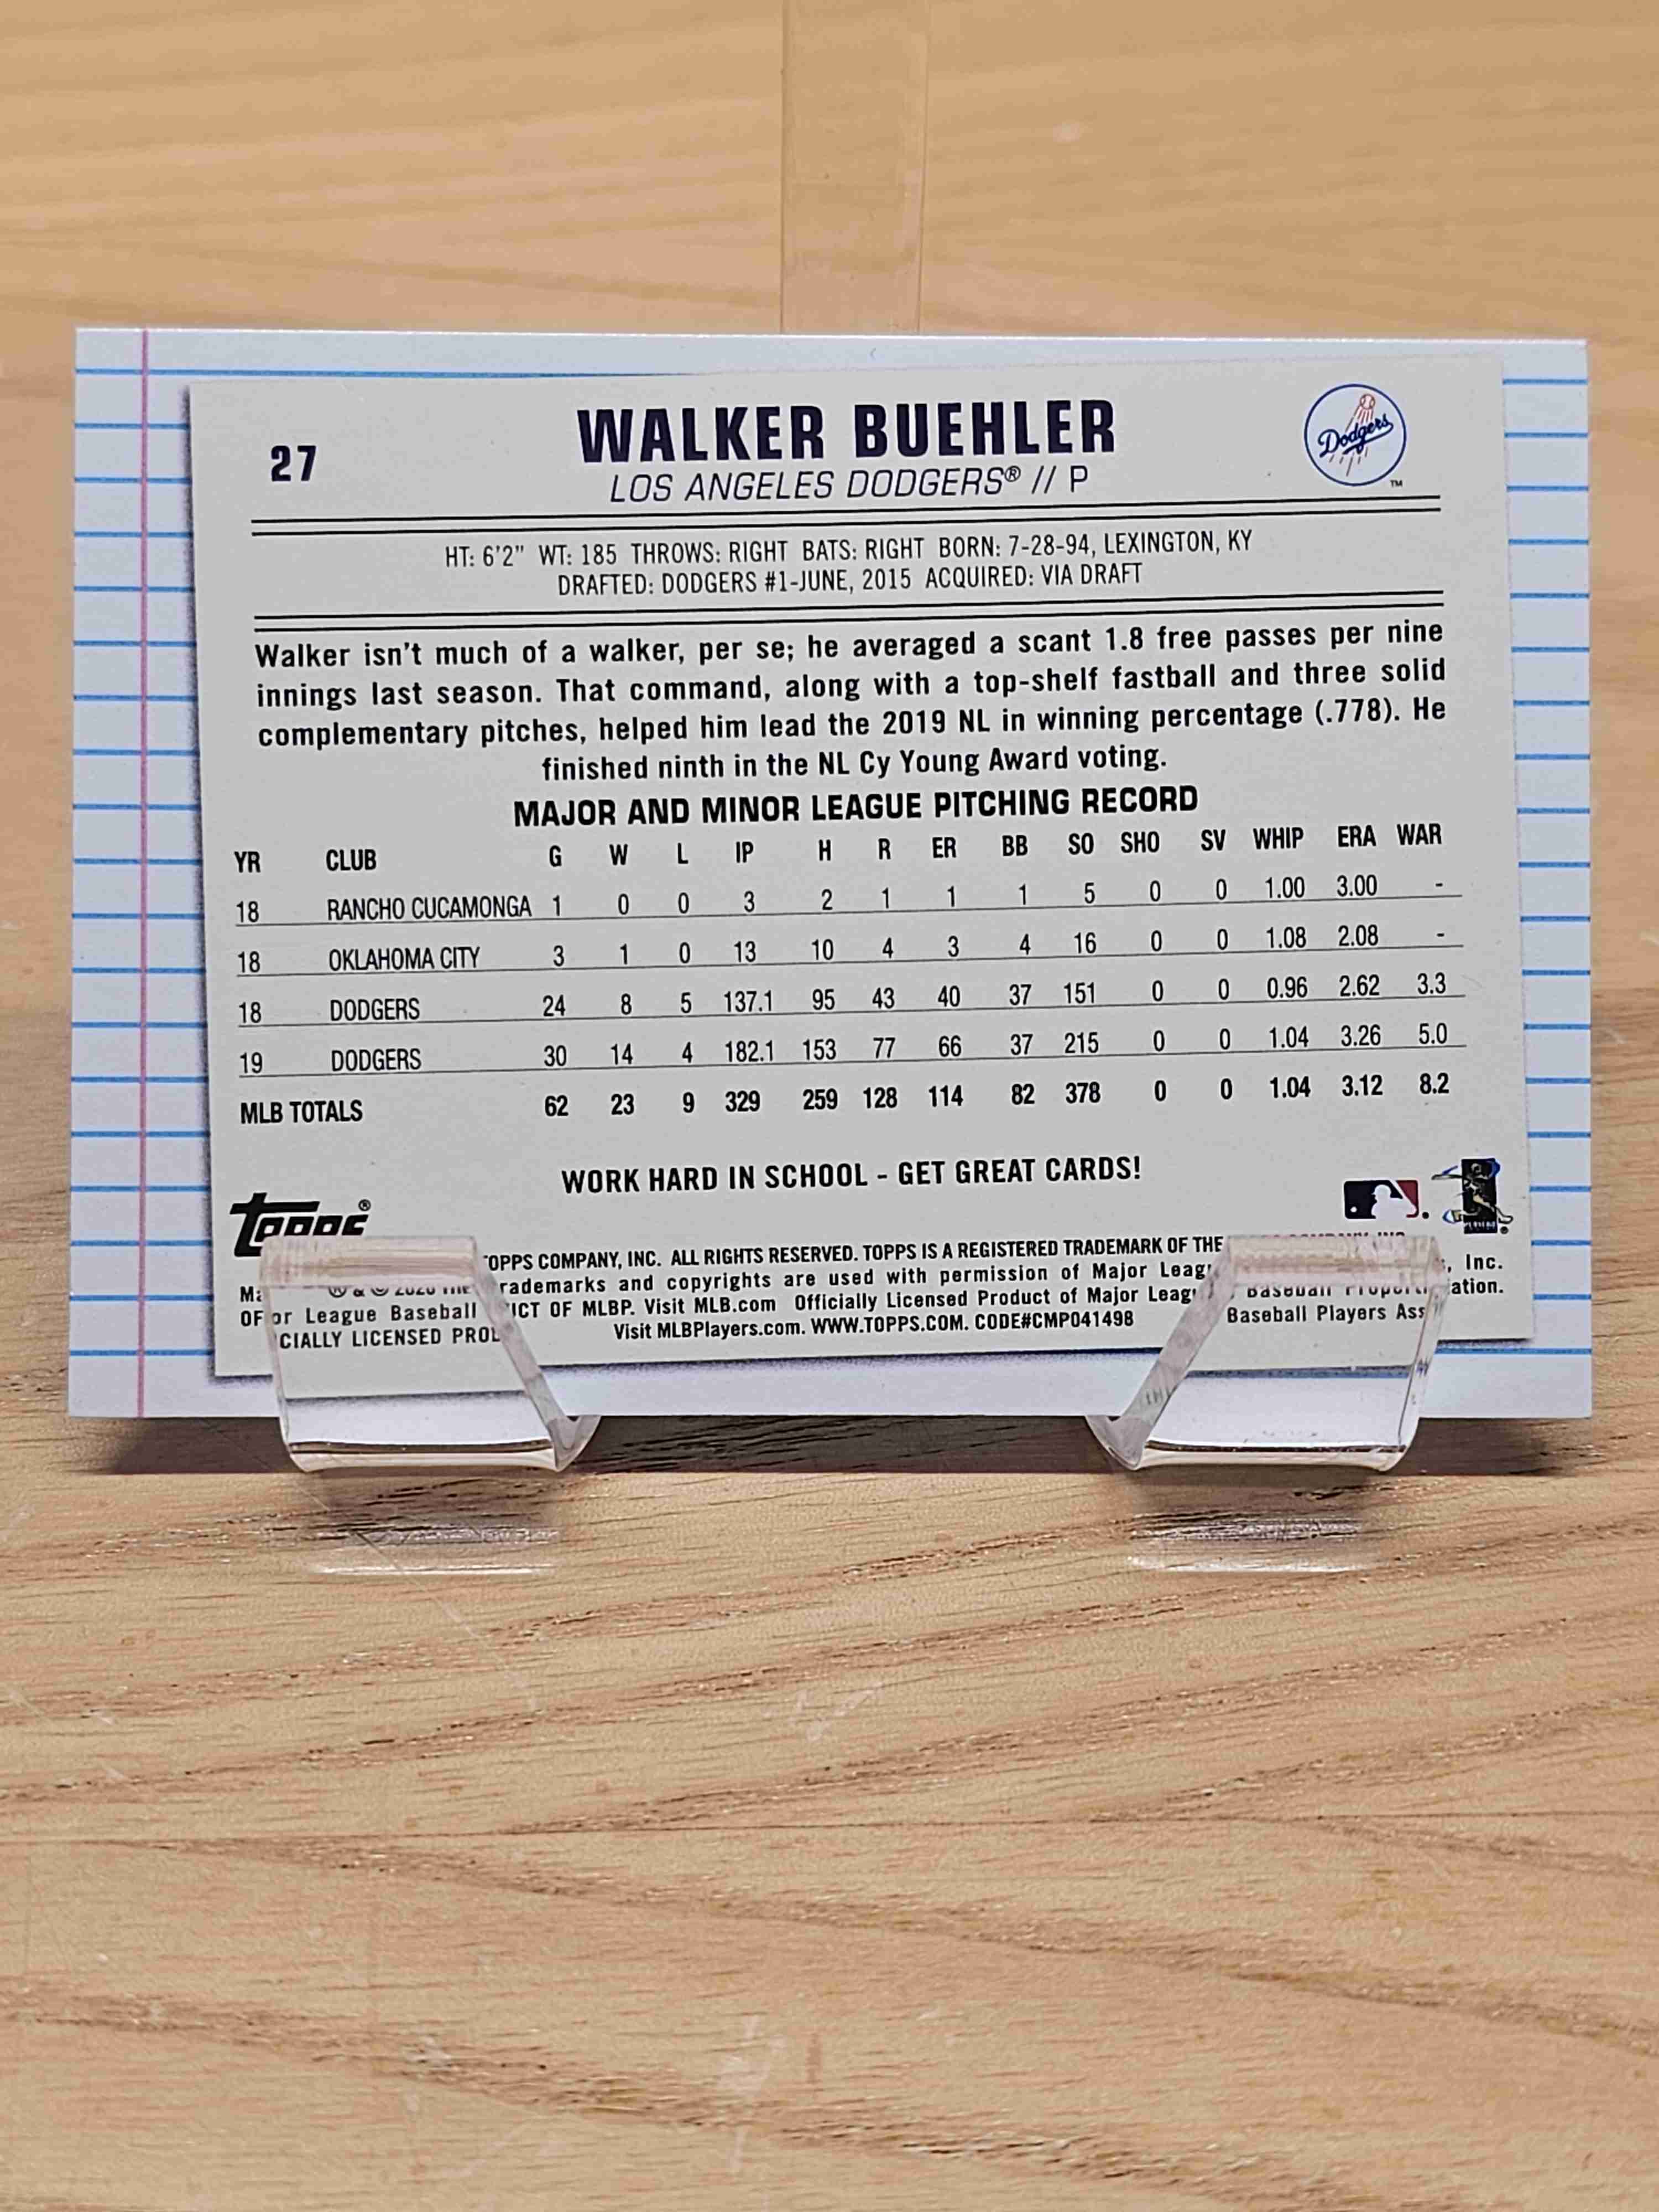 27
WALKER BUEHLER
LOS ANGELES DODGERS® // P
Dodgers
™
HT: 6'2" WT: 185 THROWS: RIGHT BATS: RIGHT BORN: 7-28-94, LEXINGTON, KY
DRAFTED: DODGERS #1-JUNE, 2015 ACQUIRED: VIA DRAFT
Walker isn't much of a walker, per se; he averaged a scant 1.8 free passes per nine
innings last season. That command, along with a top-shelf fastball and three solid
complementary pitches, helped him lead the 2019 NL in winning percentage (.778). He
finished ninth in the NL Cy Young Award voting.
MAJOR AND MINOR LEAGUE PITCHING RECORD
YR CLUB G W L IP H R ER BB SO SHO SV WHIP ERA WAR
18 RANCHO CUCAMONGA 1 0 0 3 2 1 1 1 5 0 0 1.00 3.00 -
18 OKLAHOMA CITY 3 1 0 13 10 4 3 4 16 0 0 1.08 2.08 -
18 DODGERS 24 8 5 137.1 95 43 40 37 151 0 0 0.96 2.62 3.3
19 DODGERS 30 14 4 182.1 153 77 66 37 215 0 0 1.04 3.26 5.0
MLB TOTALS 62 23 9 329 259 128 114 82 378 0 0 1.04 3.12 8.2
WORK HARD IN SCHOOL - GET GREAT CARDS!
topps®
® & © 2020 THE TOPPS COMPANY, INC. ALL RIGHTS RESERVED. TOPPS IS A REGISTERED TRADEMARK OF THE
or League Baseball trademarks and copyrights are used with permission of Major Leag Baseball Properti , Inc.
OF CIALLY LICENSED PRO ICT OF MLBP. Visit MLB.com Officially Licensed Product of Major Leag Baseball Players Ass ation.
Visit MLBPlayers.com. WWW.TOPPS.COM. CODE#CMP041498